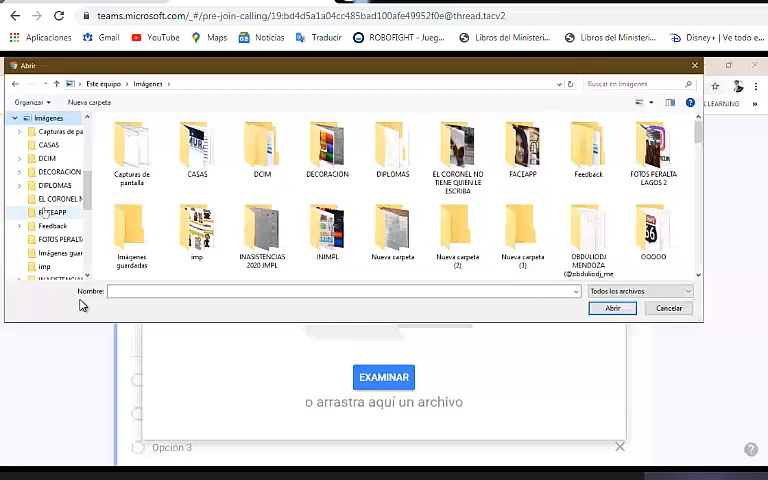 teams.microsoft.com/_#/pre-join-calling/19:bd4d5a1a04cc485bad100afe49952f0e@thread.tacv2
Aplicaciones Gmail YouTube Maps Noticias Traducir ROBOFIGHT - Jueg... Libros del Ministeri... Libros del Ministeri... Disney+ | Ve todo e...
Abrir
Este equipo > Imágenes > Buscar en Imágenes
Organizar Nueva carpeta
K LEARNING »
Imágenes
Capturas de pa
CASAS
DCIM
DECORACION
DIPLOMAS
EL CORONEL N
Feedback
FOTOS PERALT
Imágenes guar
imp
INASISTENCIAS
Capturas de pantalla
CASAS
DCIM
DECORACION
DIPLOMAS
EL CORONEL NO TIENE QUIEN LE ESCRIBA
FACEAPP
Feedback
FOTOS PERALTA LAGOS 2
Imágenes guardadas
imp
INASISTENCIAS 2020 JMPL
INJMPL
Nueva carpeta
Nueva carpeta (2)
Nueva carpeta (3)
OBDULIODJ MENDOZA (@obduliodj_me
OOOOO
66
Nombre: Todos los archivos
Abrir Cancelar
EXAMINAR
o arrastra aquí un archivo
Opción 3